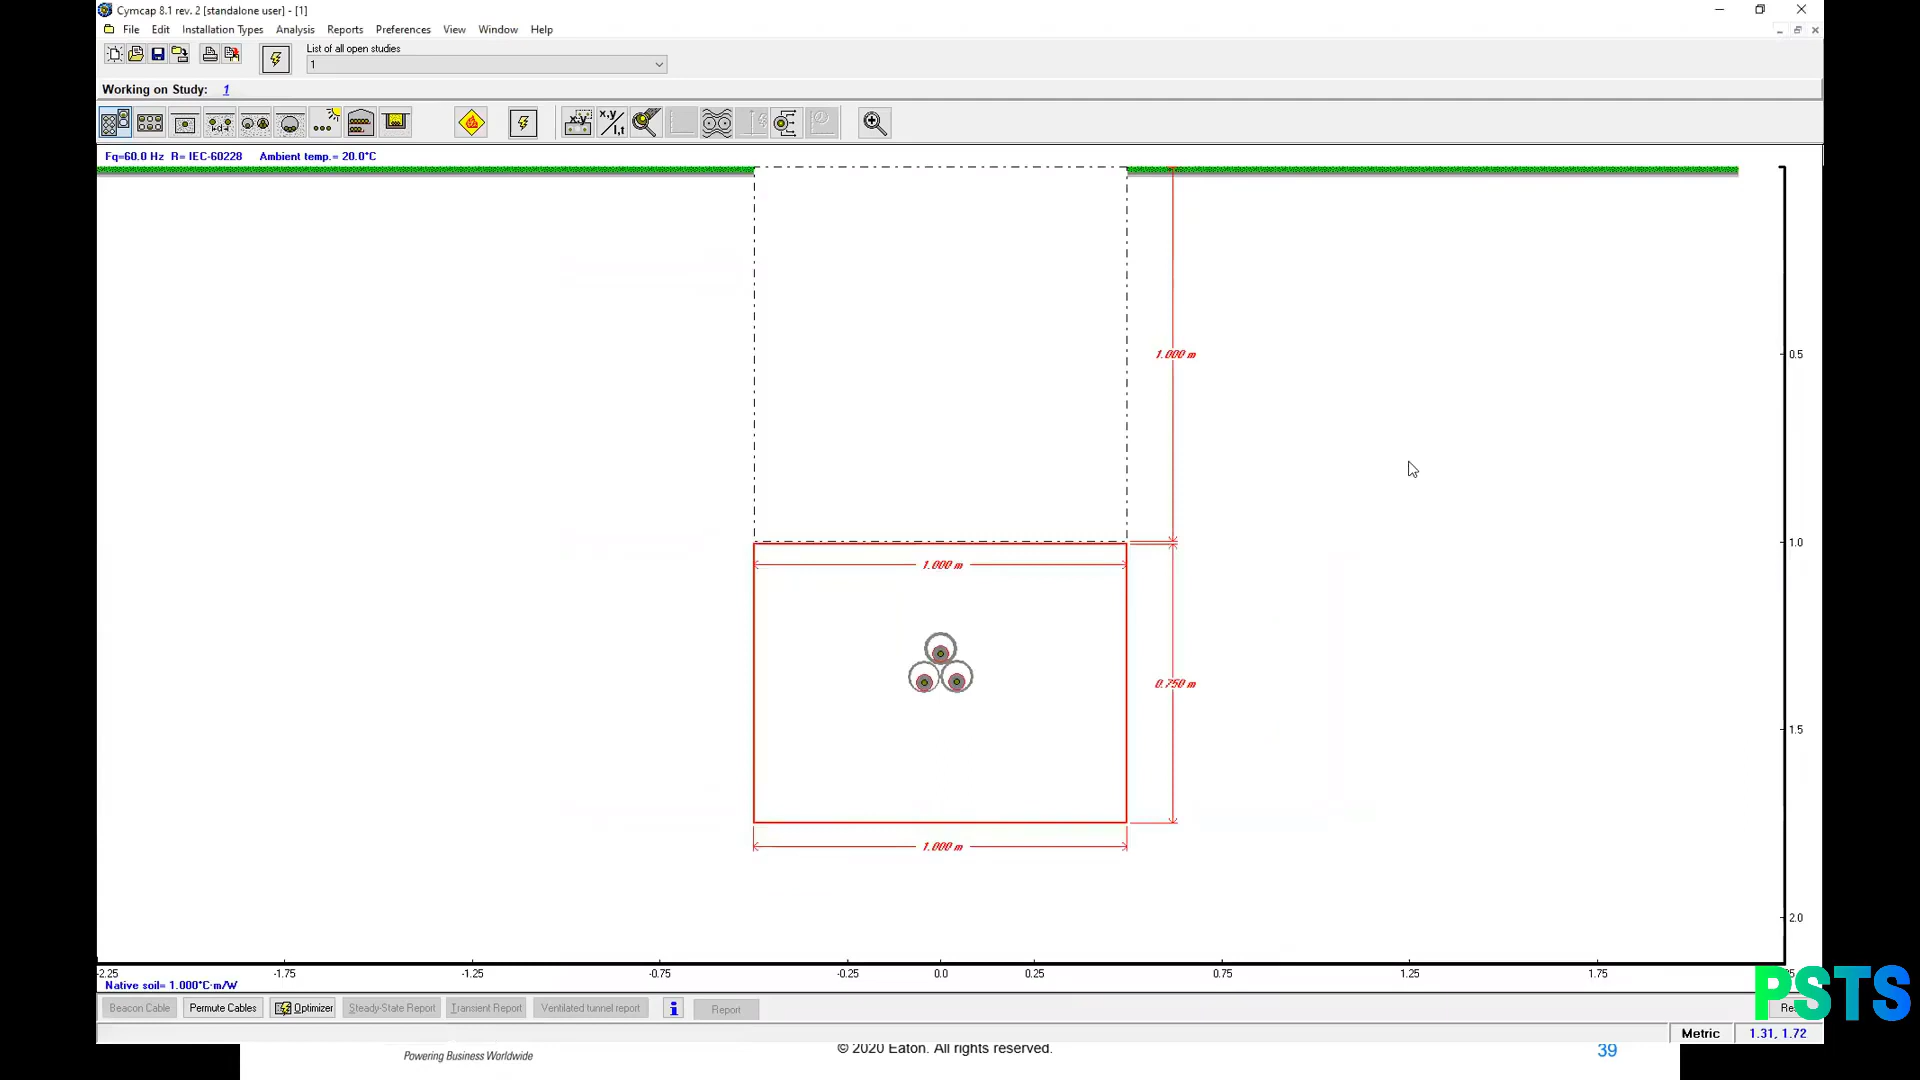 Cymcap 8.1 rev. 2 [standalone user] - [1]
File Edit Installation Types Analysis Reports Preferences View Window Help
List of all open studies
1
Working on Study: 1
x,y x,y I,t
Fq=60.0 Hz R= IEC-60228 Ambient temp.= 20.0°C
1.000 m
0.5
1.0
1.000 m
0.750 m
1.5
1.000 m
2.0
-2.25 -1.75 -1.25 -0.75 -0.25 0.0 0.25 0.75 1.25 1.75
Native soil= 1.000°C·m/W
Beacon Cable Permute Cables Optimizer Steady-State Report Transient Report Ventilated tunnel report i Report
PSTS
Metric 1.31, 1.72
Powering Business Worldwide © 2020 Eaton. All rights reserved. 39